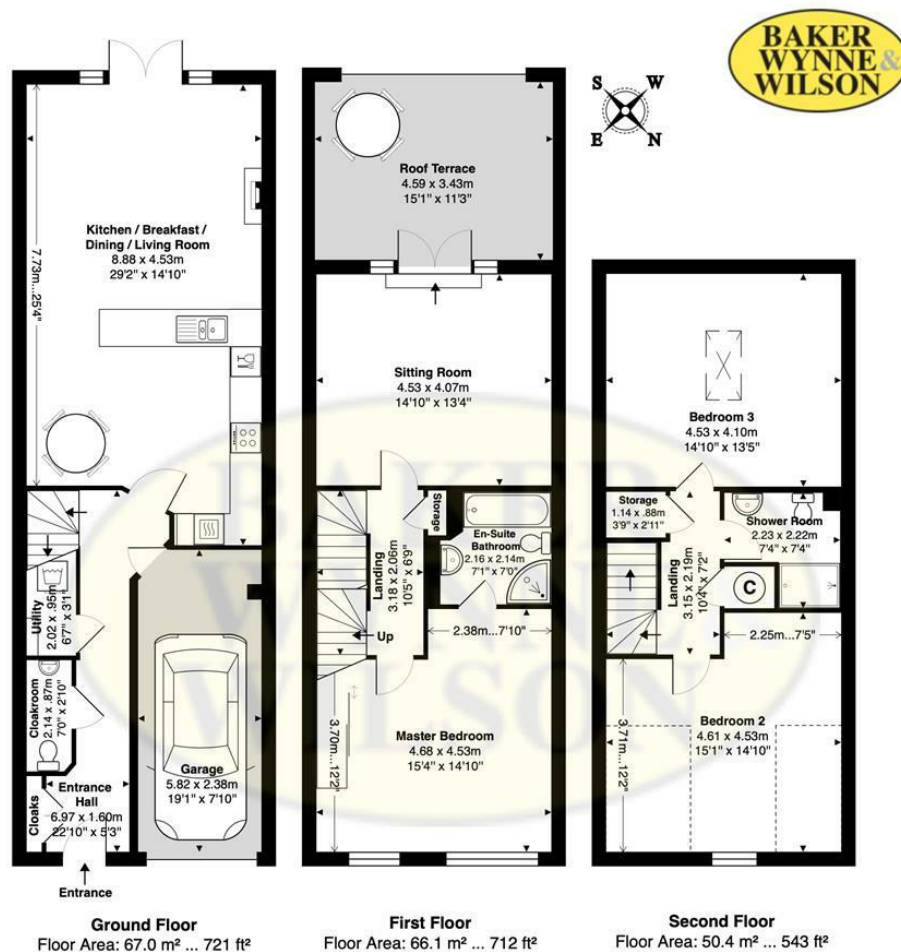 BAKER
WYNNE &
WILSON
S W
E N
Kitchen / Breakfast /
Dining / Living Room
8.88 x 4.53m
29'2" x 14'10"
7.73m...25'4"
Utility
2.02 x .95m
6'7" x 3'1"
Cloakroom
2.14 x .87m
7'0" x 2'10"
Cloaks
Entrance
Hall
6.97 x 1.60m
22'10" x 5'3"
Garage
5.82 x 2.38m
19'1" x 7'10"
Entrance
Ground Floor
Floor Area: 67.0 m² ... 721 ft²
Roof Terrace
4.59 x 3.43m
15'1" x 11'3"
Sitting Room
4.53 x 4.07m
14'10" x 13'4"
Storage
En-Suite
Bathroom
2.16 x 2.14m
7'1" x 7'0"
Landing
3.18 x 2.06m
10'5" x 6'9"
Up
2.38m...7'10"
3.70m...12'2"
Master Bedroom
4.68 x 4.53m
15'4" x 14'10"
First Floor
Floor Area: 66.1 m² ... 712 ft²
Bedroom 3
4.53 x 4.10m
14'10" x 13'5"
Storage
1.14 x .88m
3'9" x 2'11"
Shower Room
2.23 x 2.22m
7'4" x 7'4"
Landing
3.15 x 2.19m
10'4" x 7'2"
C
2.25m...7'5"
3.71m...12'2"
Bedroom 2
4.61 x 4.53m
15'1" x 14'10"
Second Floor
Floor Area: 50.4 m² ... 543 ft²
BAKER
WYNNE &
WILSON